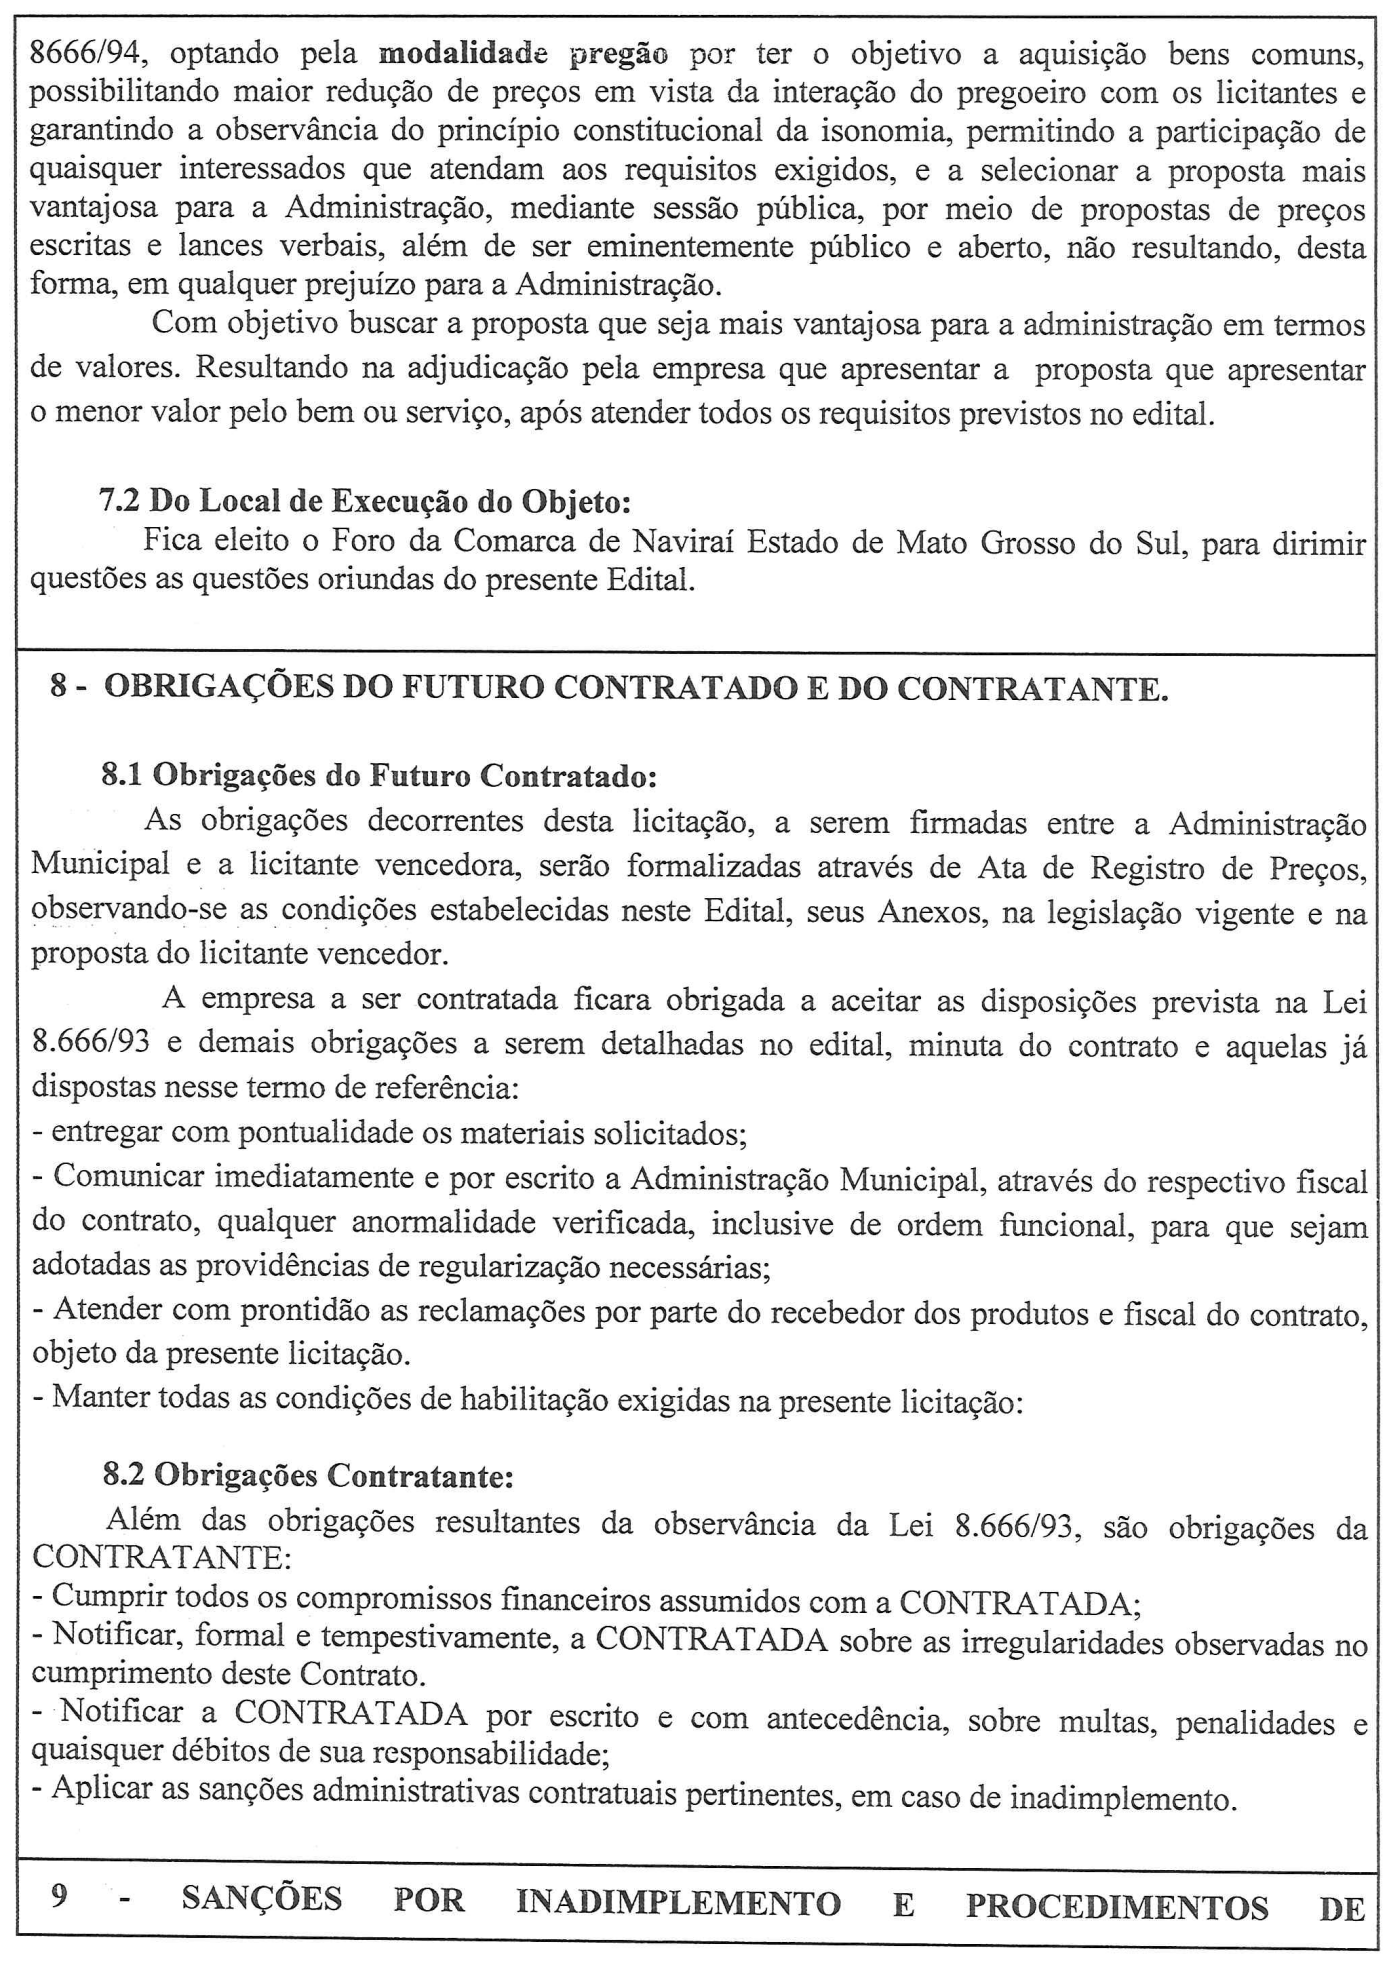 8666/94, optando pela modalidade pregão por ter o objetivo a aquisição bens comuns,
possibilitando maior redução de preços em vista da interação do pregoeiro com os licitantes e
garantindo a observância do princípio constitucional da isonomia, permitindo a participação de
quaisquer interessados que atendam aos requisitos exigidos, e a selecionar a proposta mais
vantajosa para a Administração, mediante sessão pública, por meio de propostas de preços
escritas e lances verbais, além de ser eminentemente público e aberto, não resultando, desta
forma, em qualquer prejuízo para a Administração.
Com objetivo buscar a proposta que seja mais vantajosa para a administração em termos
de valores. Resultando na adjudicação pela empresa que apresentar a proposta que apresentar
o menor valor pelo bem ou serviço, após atender todos os requisitos previstos no edital.
7.2 Do Local de Execução do Objeto:
Fica eleito o Foro da Comarca de Naviraí Estado de Mato Grosso do Sul, para dirimir
questões as questões oriundas do presente Edital.
8 - OBRIGAÇÕES DO FUTURO CONTRATADO E DO CONTRATANTE.
8.1 Obrigações do Futuro Contratado:
As obrigações decorrentes desta licitação, a serem firmadas entre a Administração
Municipal e a licitante vencedora, serão formalizadas através de Ata de Registro de Preços,
observando-se as condições estabelecidas neste Edital, seus Anexos, na legislação vigente e na
proposta do licitante vencedor.
A empresa a ser contratada ficara obrigada a aceitar as disposições prevista na Lei
8.666/93 e demais obrigações a serem detalhadas no edital, minuta do contrato e aquelas já
dispostas nesse termo de referência:
- entregar com pontualidade os materiais solicitados;
- Comunicar imediatamente e por escrito a Administração Municipal, através do respectivo fiscal
do contrato, qualquer anormalidade verificada, inclusive de ordem funcional, para que sejam
adotadas as providências de regularização necessárias;
- Atender com prontidão as reclamações por parte do recebedor dos produtos e fiscal do contrato,
objeto da presente licitação.
- Manter todas as condições de habilitação exigidas na presente licitação:
8.2 Obrigações Contratante:
Além das obrigações resultantes da observância da Lei 8.666/93, são obrigações da
CONTRATANTE:
- Cumprir todos os compromissos financeiros assumidos com a CONTRATADA;
- Notificar, formal e tempestivamente, a CONTRATADA sobre as irregularidades observadas no
cumprimento deste Contrato.
- Notificar a CONTRATADA por escrito e com antecedência, sobre multas, penalidades e
quaisquer débitos de sua responsabilidade;
- Aplicar as sanções administrativas contratuais pertinentes, em caso de inadimplemento.
9 - SANÇÕES POR INADIMPLEMENTO E PROCEDIMENTOS DE